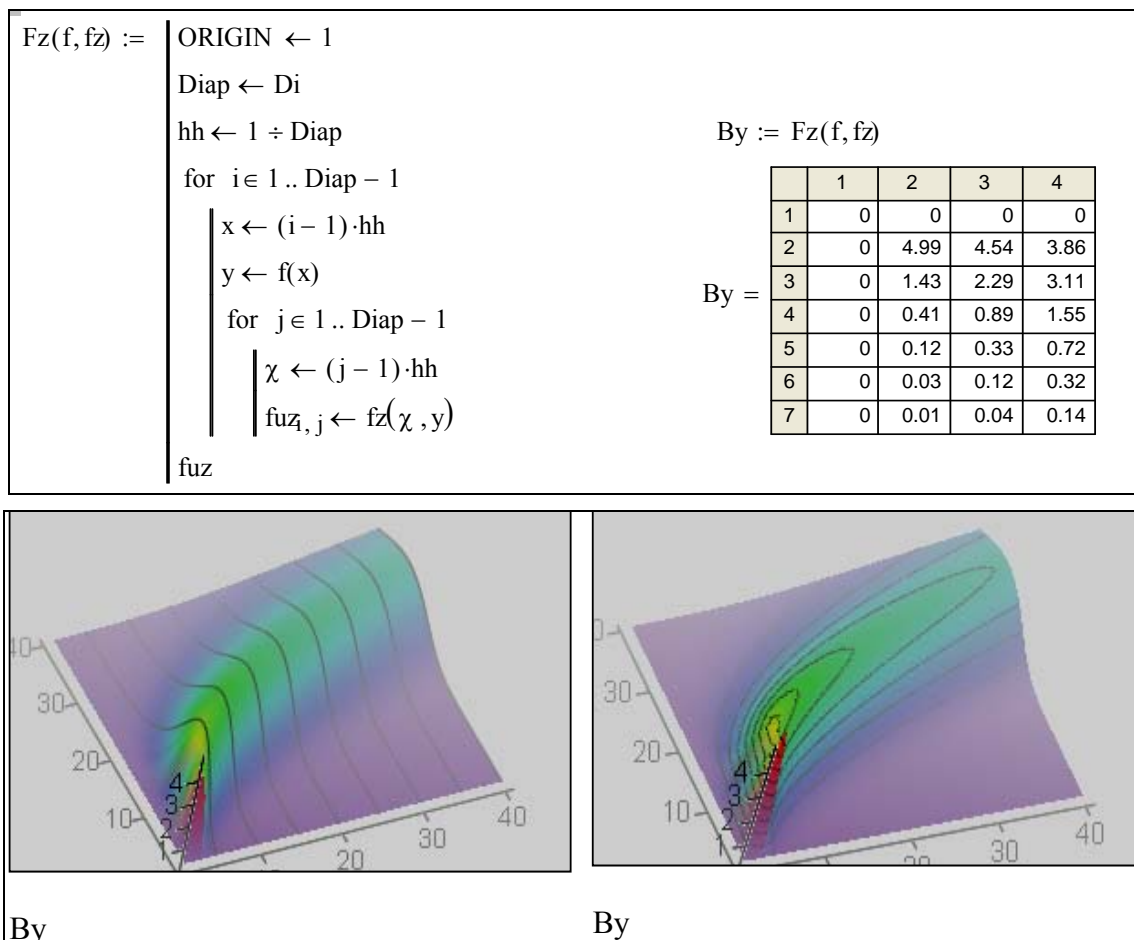 Fz(f, fz) :=
ORIGIN ← 1
Diap ← Di
hh ← 1 ÷ Diap
for i ∈ 1 .. Diap − 1
x ← (i − 1)·hh
y ← f(x)
for j ∈ 1 .. Diap − 1
χ ← (j − 1)·hh
fuz i, j ← fz(χ , y)
fuz
By := Fz(f, fz)
By =
1 2 3 4
1 0 0 0 0
2 0 4.99 4.54 3.86
3 0 1.43 2.29 3.11
4 0 0.41 0.89 1.55
5 0 0.12 0.33 0.72
6 0 0.03 0.12 0.32
7 0 0.01 0.04 0.14
30
20
10
4
3
2
1
20
30
40
By
30
20
10
4
3
2
1
30
40
By